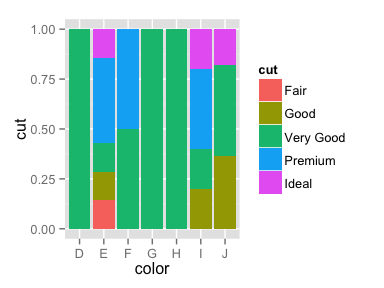 1.00
0.75
0.50
0.25
0.00
cut
D E F G H I J
color
cut
Fair
Good
Very Good
Premium
Ideal